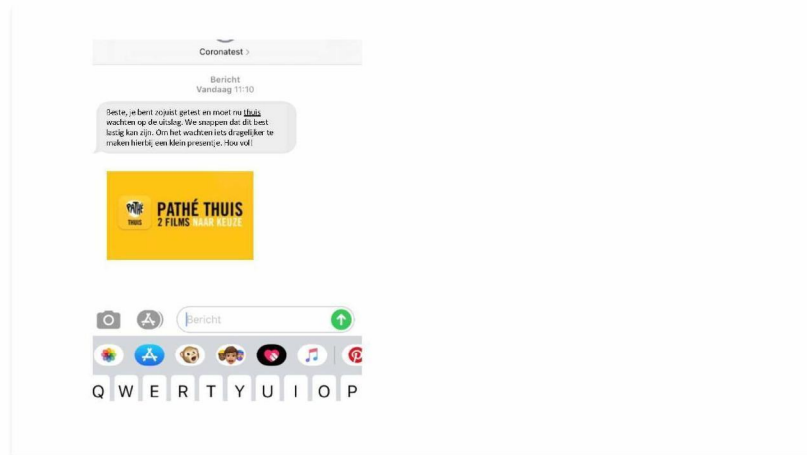 Coronatest >
Bericht
Vandaag 11:10
Beste, je bent zojuist getest en moet nu thuis
wachten op de uitslag. We snappen dat dit best
lastig kan zijn. Om het wachten iets dragelijker te
maken hierbij een klein presentje. Hou vol!
PATHÉ
THUIS
PATHÉ THUIS
2 FILMS NAAR KEUZE
Bericht
Q W E R T Y U I O P